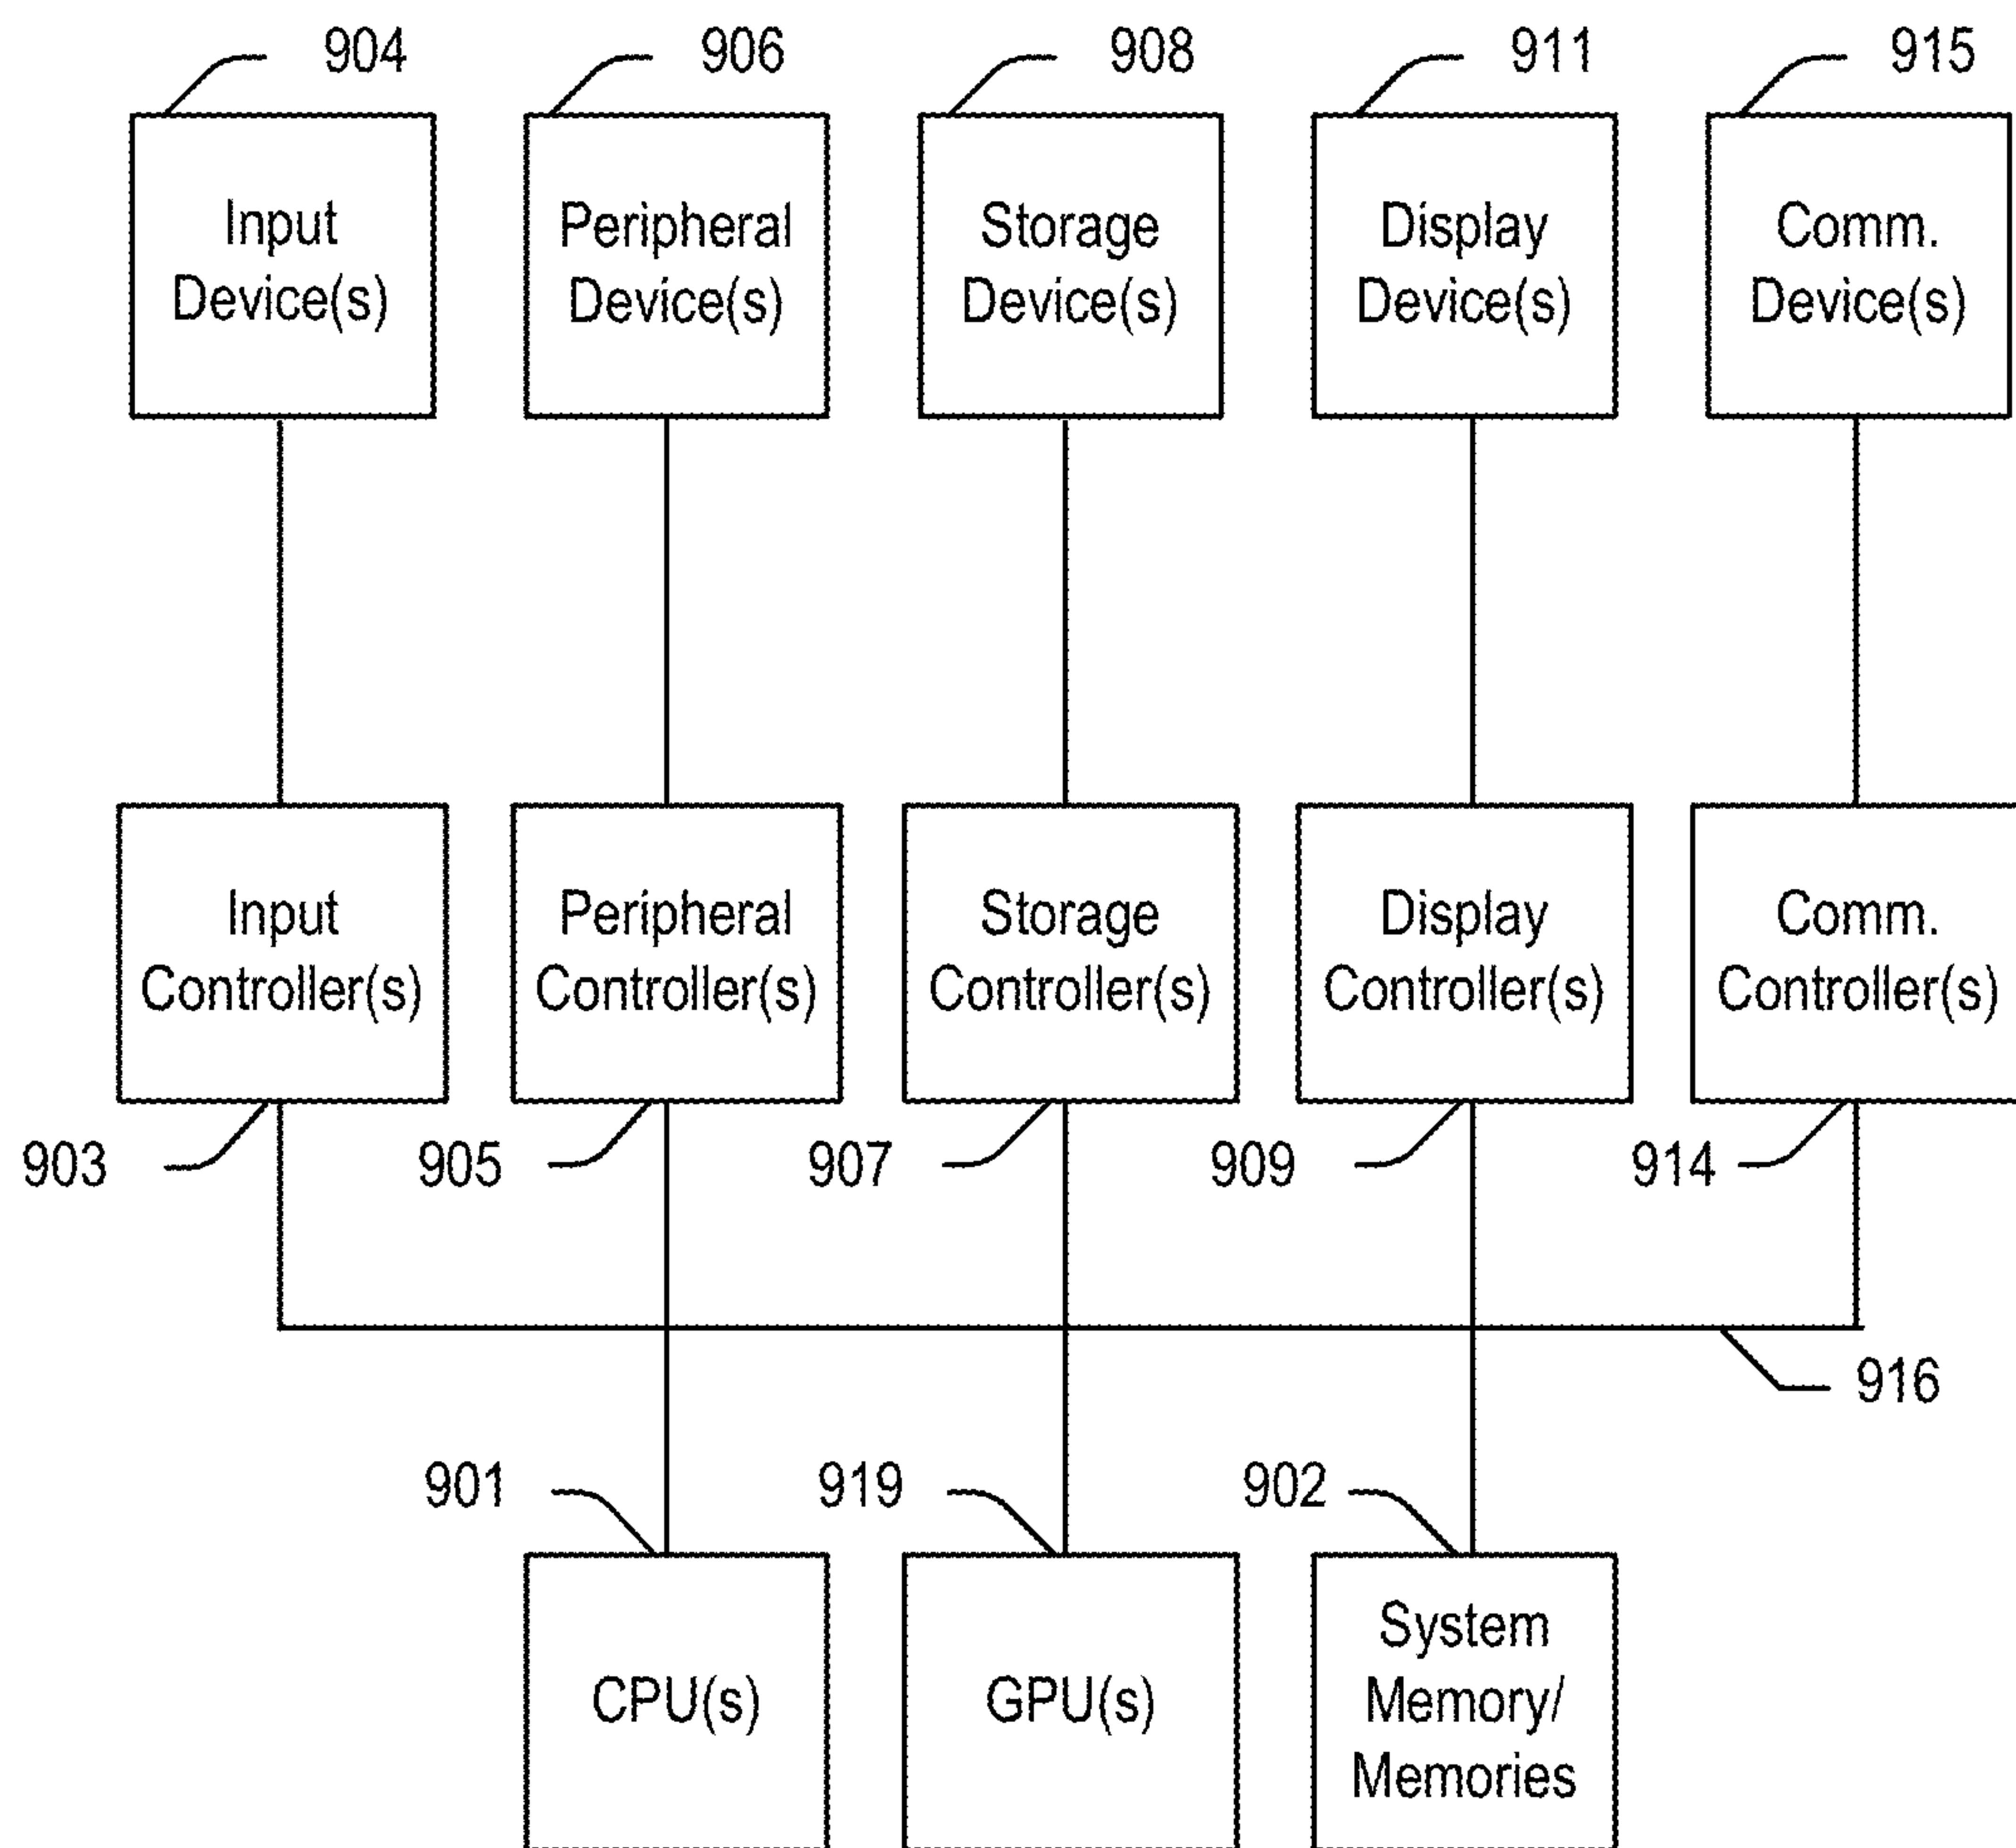 904
906
908
911
915
Input
Device(s)
Peripheral
Device(s)
Storage
Device(s)
Display
Device(s)
Comm.
Device(s)
Input
Controller(s)
Peripheral
Controller(s)
Storage
Controller(s)
Display
Controller(s)
Comm.
Controller(s)
903
905
907
909
914
916
901
919
902
CPU(s)
GPU(s)
System
Memory/
Memories